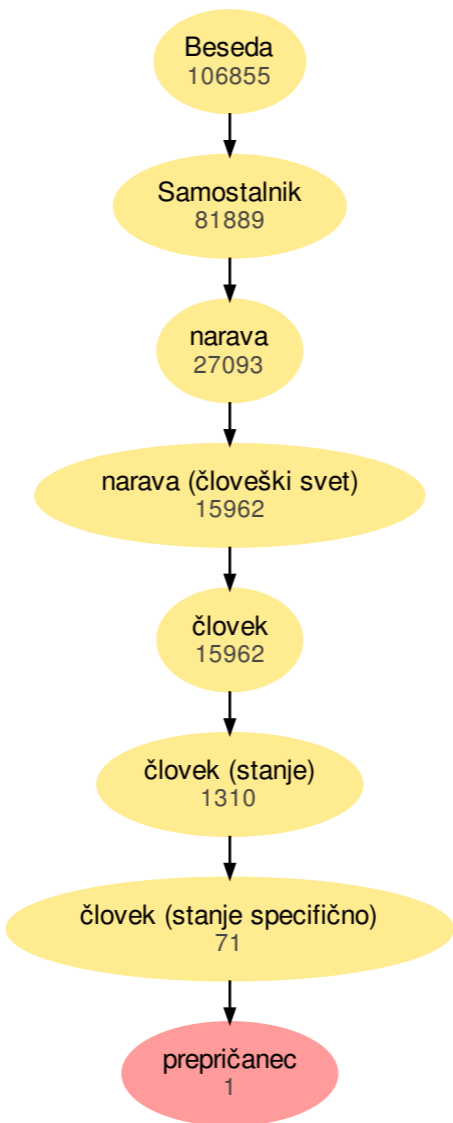 Beseda
106855
Samostalnik
81889
narava
27093
narava (človeški svet)
15962
človek
15962
človek (stanje)
1310
človek (stanje specifično)
71
prepričanec
1